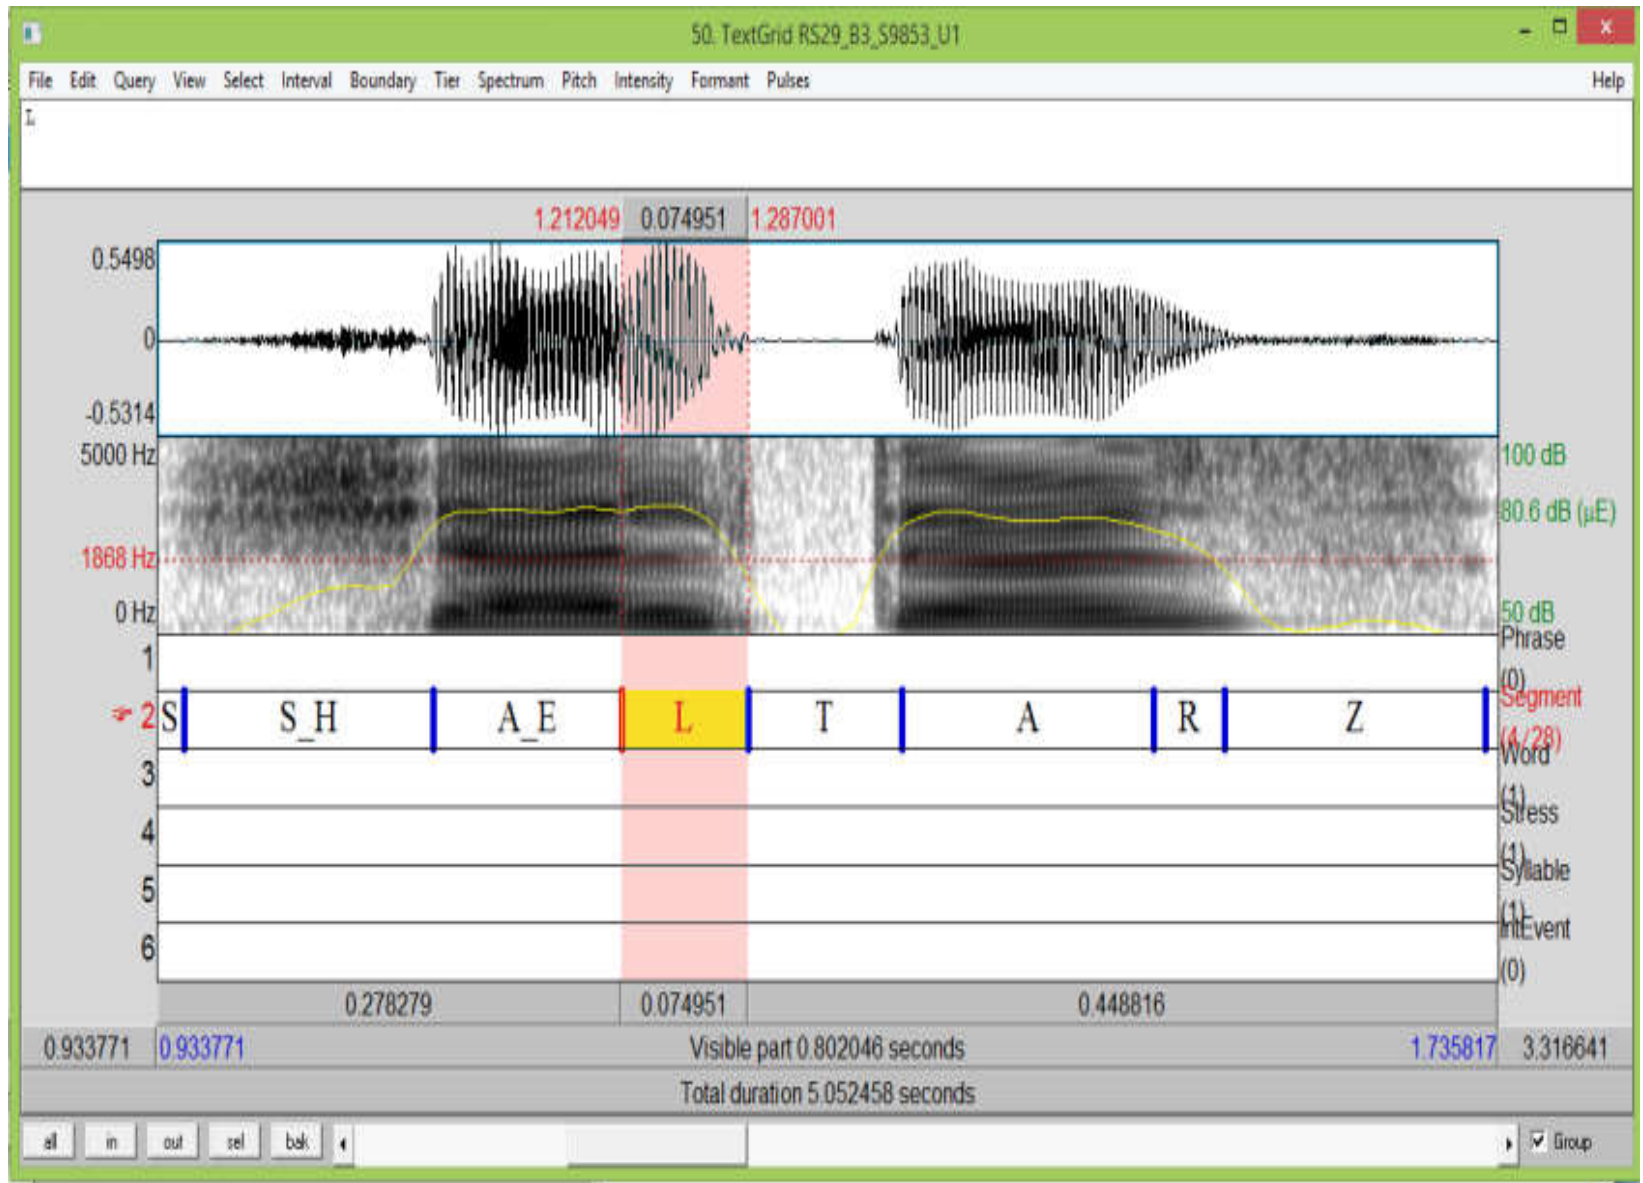 50. TextGrid RS29_B3_S9853_U1
File Edit Query View Select Interval Boundary Tier Spectrum Pitch Intensity Formant Pulses Help
L
1.212049 0.074951 1.287001
0.5498
0
-0.5314
5000 Hz 100 dB
80.6 dB (µE)
1868 Hz
0 Hz 50 dB
1 Phrase
(0)
2 S S_H A_E L T A R Z Segment
(4/28)
3 Word
(1)
4 Stress
(1)
5 Syllable
(1)
6 IntEvent
(0)
0.278279 0.074951 0.448816
0.933771 0.933771 Visible part 0.802046 seconds 1.735817 3.316641
Total duration 5.052458 seconds
all in out sel bak Group